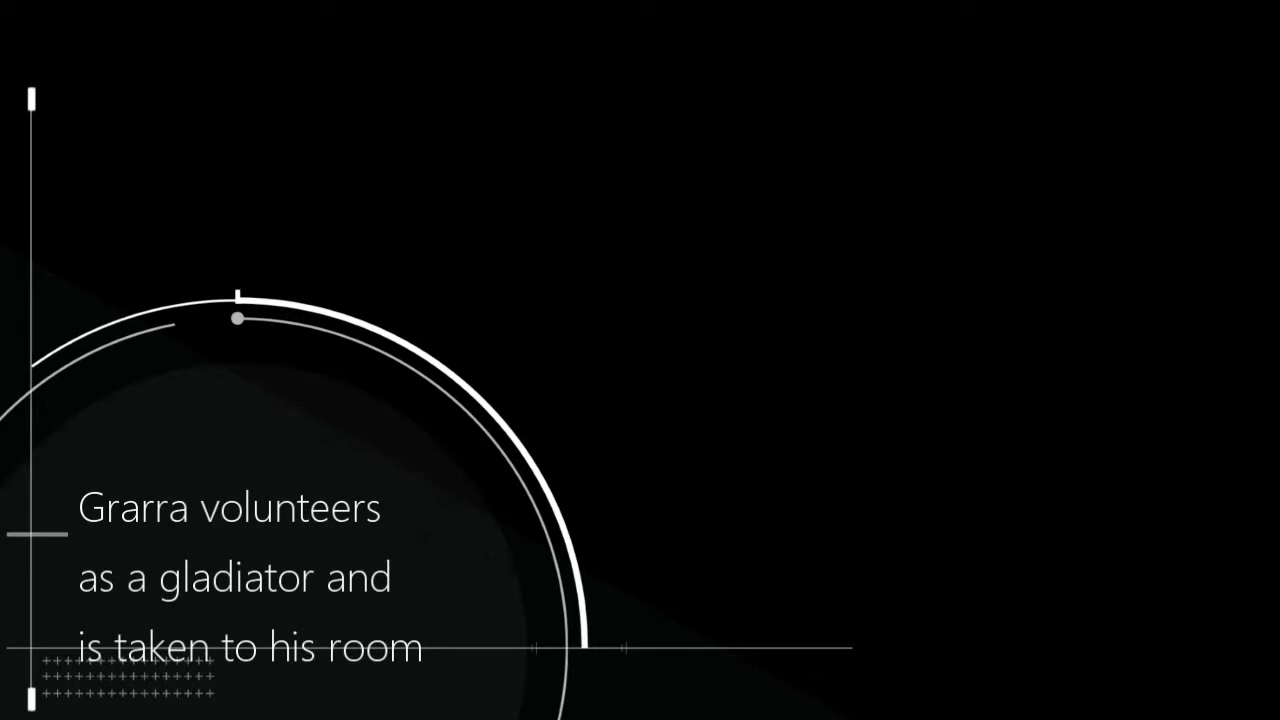 Grarra volunteers
as a gladiator and
is taken to his room